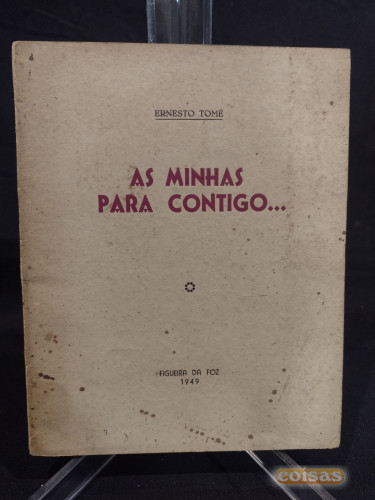 ERNESTO TOMÉ
AS MINHAS
PARA CONTIGO...
FIGUEIRA DA FOZ
1949
coisas